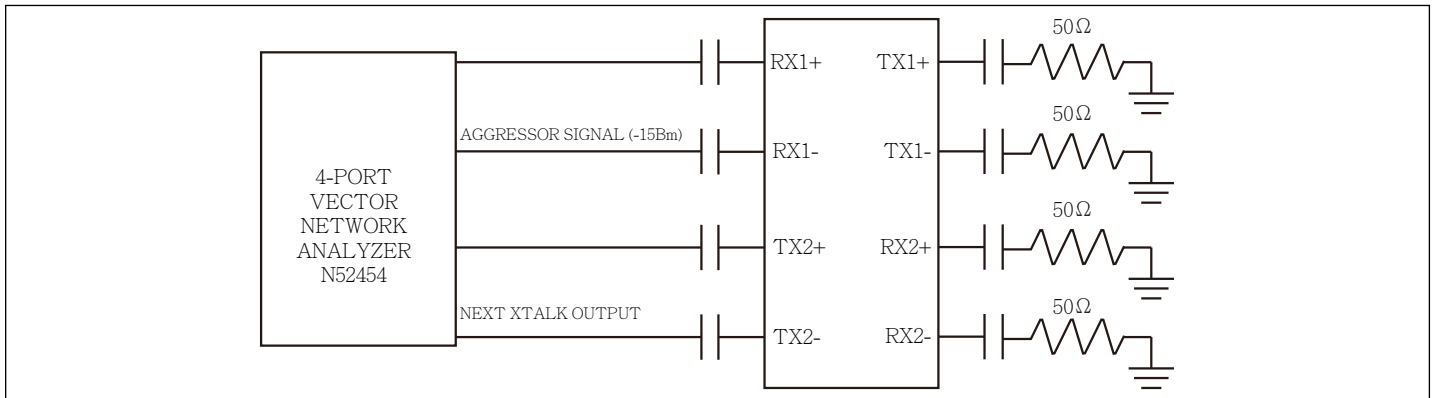 50Ω
RX1+ TX1+
50Ω
AGGRESSOR SIGNAL (-15Bm)
RX1- TX1-
4-PORT
VECTOR
NETWORK
ANALYZER
N52454
50Ω
TX2+ RX2+
50Ω
NEXT XTALK OUTPUT
TX2- RX2-